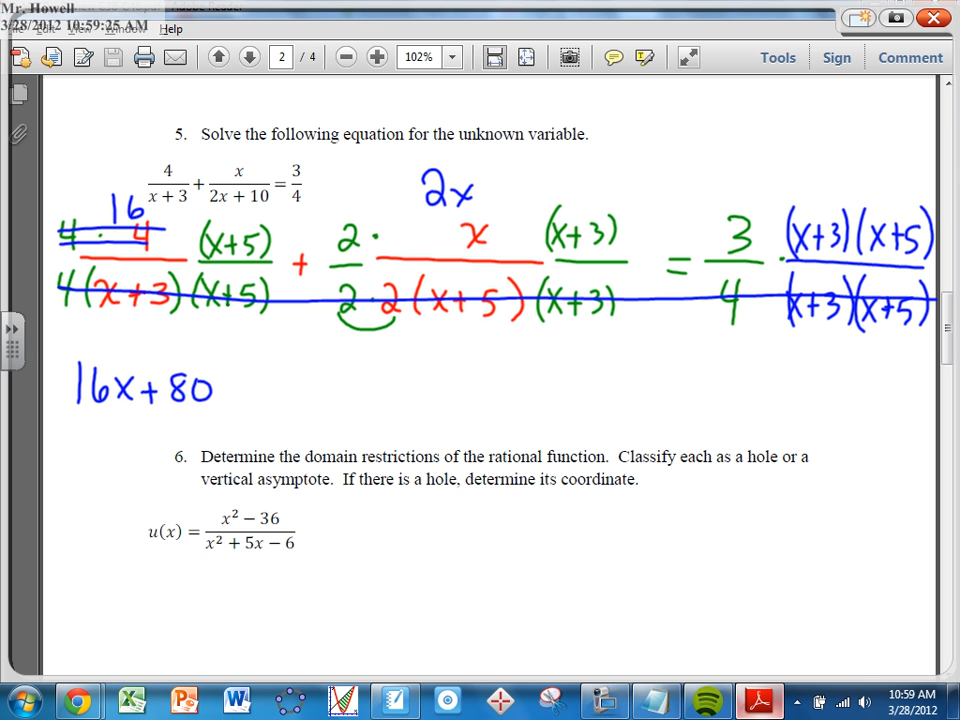 Mr. Howell
3/28/2012 10:59:25 AM
Edit View Window Help
2 / 4 102% Tools Sign Comment
5. Solve the following equation for the unknown variable.
4/(x + 3) + x/(2x + 10) = 3/4
16 2x
4 · 4 (x+5) 2 · x (x+3) 3 (x+3)(x+5)
+ = ·
4(x+3)(x+5) 2 · 2(x+5)(x+3) 4 (x+3)(x+5)
16x + 80
6. Determine the domain restrictions of the rational function. Classify each as a hole or a
vertical asymptote. If there is a hole, determine its coordinate.
u(x) = (x² − 36)/(x² + 5x − 6)
10:59 AM
3/28/2012